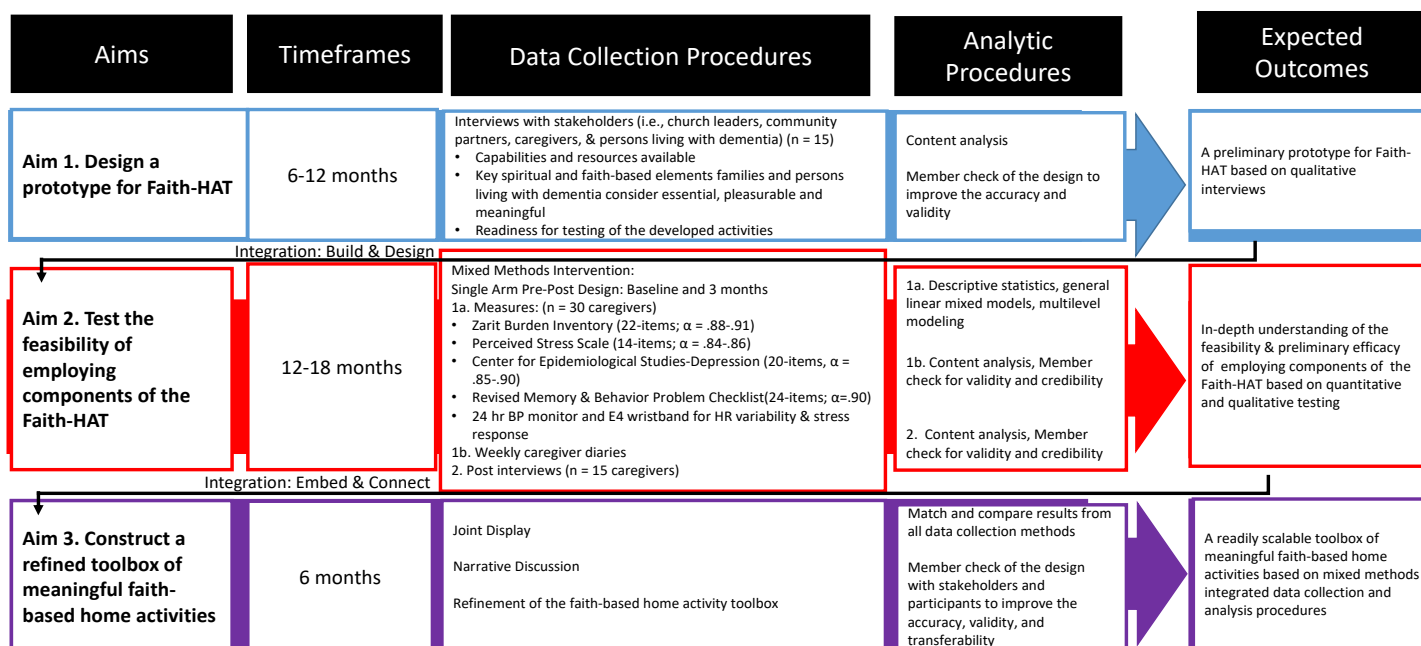 Aims
Timeframes
Data Collection Procedures
Analytic
Procedures
Expected
Outcomes
Aim 1. Design a
prototype for Faith-HAT
6-12 months
Interviews with stakeholders (i.e., church leaders, community
partners, caregivers, & persons living with dementia) (n = 15)
• Capabilities and resources available
• Key spiritual and faith-based elements families and persons
living with dementia consider essential, pleasurable and
meaningful
• Readiness for testing of the developed activities
Content analysis
Member check of the design to
improve the accuracy and
validity
A preliminary prototype for Faith-
HAT based on qualitative
interviews
Integration: Build & Design
Aim 2. Test the
feasibility of
employing
components of the
Faith-HAT
12-18 months
Mixed Methods Intervention:
Single Arm Pre-Post Design: Baseline and 3 months
1a. Measures: (n = 30 caregivers)
• Zarit Burden Inventory (22-items; α = .88-.91)
• Perceived Stress Scale (14-items; α = .84-.86)
• Center for Epidemiological Studies-Depression (20-items, α =
.85-.90)
• Revised Memory & Behavior Problem Checklist(24-items; α=.90)
• 24 hr BP monitor and E4 wristband for HR variability & stress
response
1b. Weekly caregiver diaries
2. Post interviews (n = 15 caregivers)
1a. Descriptive statistics, general
linear mixed models, multilevel
modeling
1b. Content analysis, Member
check for validity and credibility
2. Content analysis, Member
check for validity and credibility
In-depth understanding of the
feasibility & preliminary efficacy
of employing components of the
Faith-HAT based on quantitative
and qualitative testing
Integration: Embed & Connect
Aim 3. Construct a
refined toolbox of
meaningful faith-
based home activities
6 months
Joint Display
Narrative Discussion
Refinement of the faith-based home activity toolbox
Match and compare results from
all data collection methods
Member check of the design
with stakeholders and
participants to improve the
accuracy, validity, and
transferability
A readily scalable toolbox of
meaningful faith-based home
activities based on mixed methods
integrated data collection and
analysis procedures